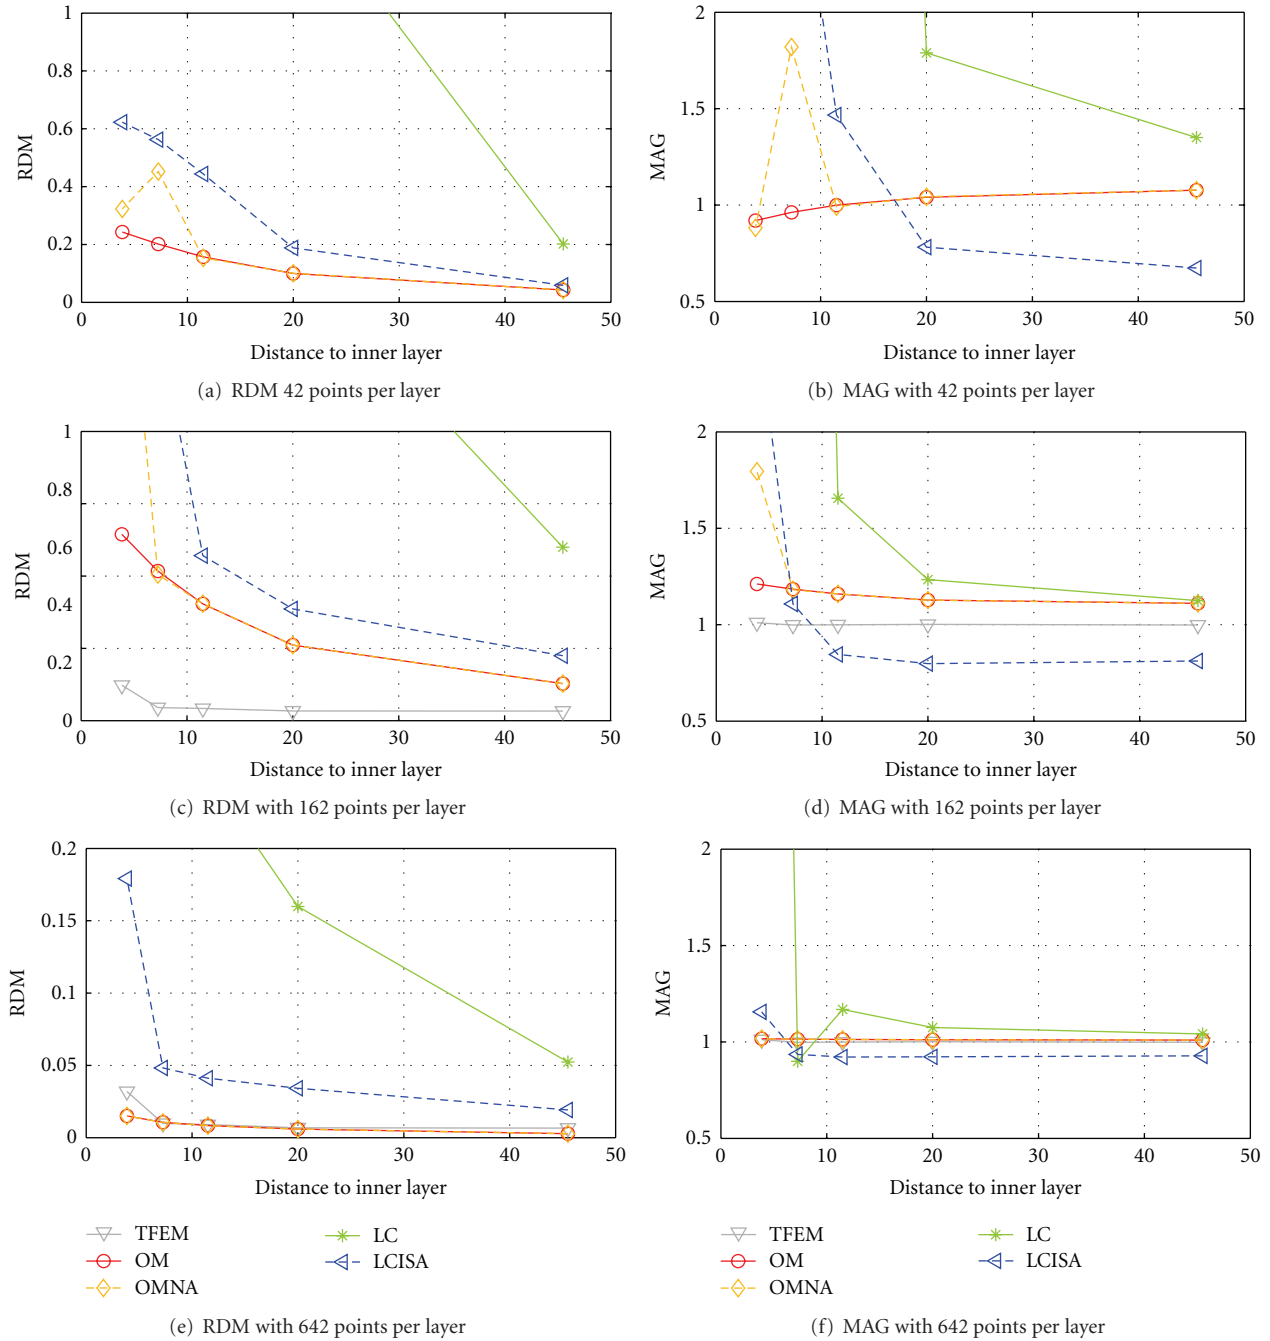 1
0.8
0.6
0.4
0.2
0
RDM
0 10 20 30 40 50
Distance to inner layer
(a) RDM 42 points per layer
2
1.5
1
0.5
MAG
0 10 20 30 40 50
Distance to inner layer
(b) MAG with 42 points per layer
1
0.8
0.6
0.4
0.2
0
RDM
0 10 20 30 40 50
Distance to inner layer
(c) RDM with 162 points per layer
2
1.5
1
0.5
MAG
0 10 20 30 40 50
Distance to inner layer
(d) MAG with 162 points per layer
0.2
0.15
0.1
0.05
0
RDM
0 10 20 30 40 50
Distance to inner layer
TFEM
OM
OMNA
LC
LCISA
(e) RDM with 642 points per layer
2
1.5
1
0.5
MAG
0 10 20 30 40 50
Distance to inner layer
TFEM
OM
OMNA
LC
LCISA
(f) MAG with 642 points per layer